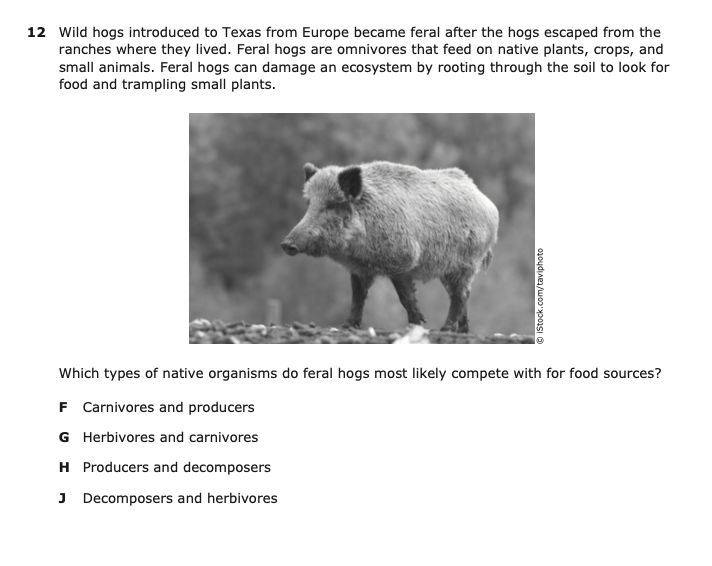 12 Wild hogs introduced to Texas from Europe became feral after the hogs escaped from the
ranches where they lived. Feral hogs are omnivores that feed on native plants, crops, and
small animals. Feral hogs can damage an ecosystem by rooting through the soil to look for
food and trampling small plants.
© iStock.com/taviphoto
Which types of native organisms do feral hogs most likely compete with for food sources?
F Carnivores and producers
G Herbivores and carnivores
H Producers and decomposers
J Decomposers and herbivores